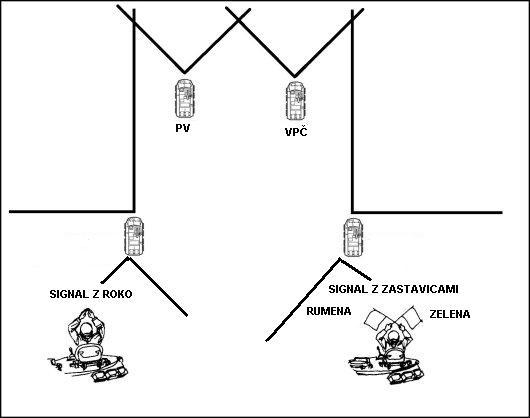 PV
VPČ
SIGNAL Z ROKO
SIGNAL Z ZASTAVICAMI
RUMENA
ZELENA